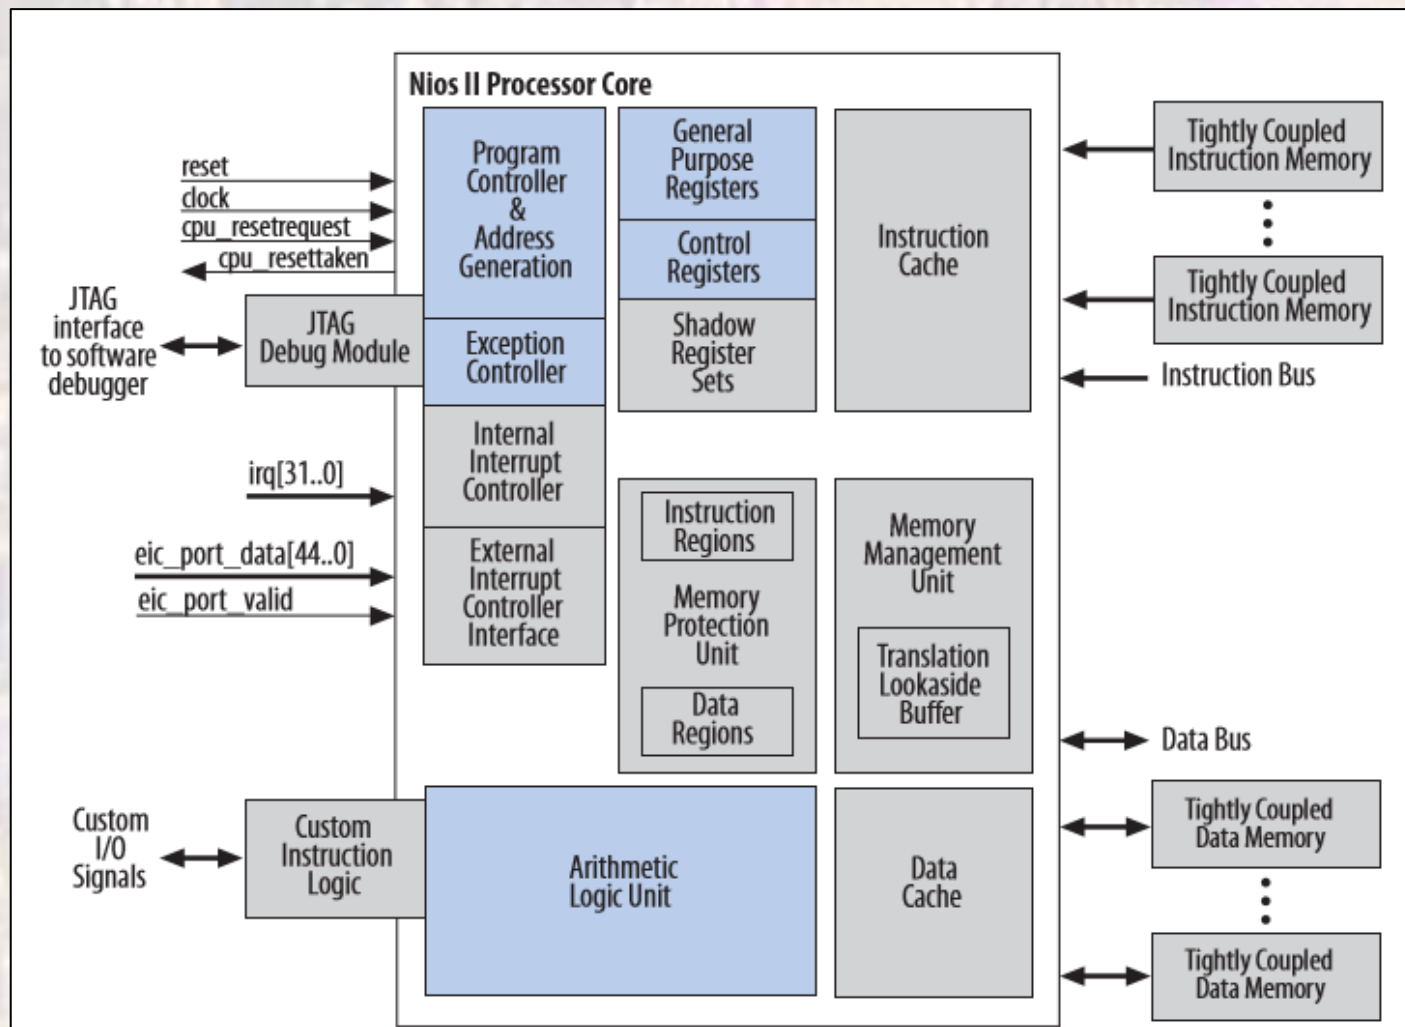 Nios II Processor Core
Program
Controller
&
Address
Generation
General
Purpose
Registers
Control
Registers
Shadow
Register
Sets
Instruction
Cache
Tightly Coupled
Instruction Memory
Tightly Coupled
Instruction Memory
Instruction Bus
reset
clock
cpu_resetrequest
cpu_resettaken
JTAG
interface
to software
debugger
JTAG
Debug Module
Exception
Controller
Internal
Interrupt
Controller
irq[31..0]
External
Interrupt
Controller
Interface
eic_port_data[44..0]
eic_port_valid
Instruction
Regions
Memory
Protection
Unit
Data
Regions
Memory
Management
Unit
Translation
Lookaside
Buffer
Data Bus
Custom
I/O
Signals
Custom
Instruction
Logic
Arithmetic
Logic Unit
Data
Cache
Tightly Coupled
Data Memory
Tightly Coupled
Data Memory